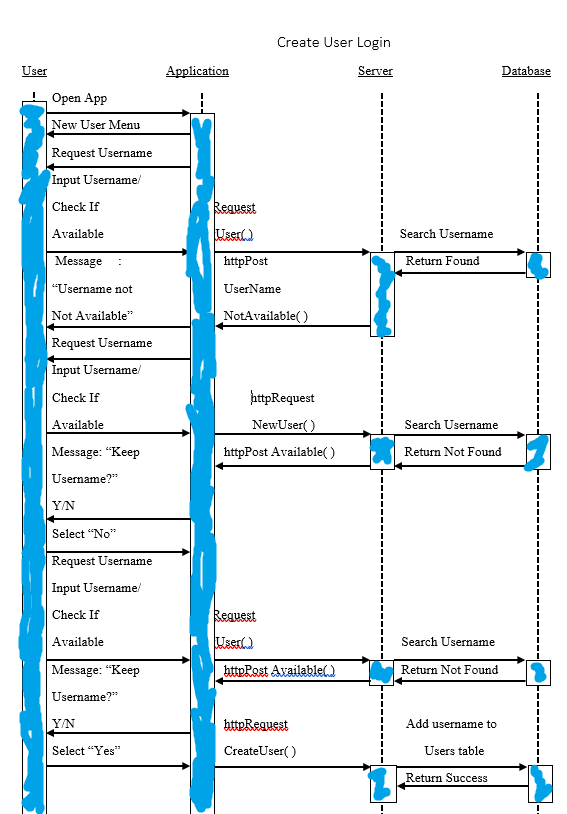 Create User Login
User Application Server Database
Open App
New User Menu
Request Username
Input Username/
Check If Request
Available User( ) Search Username
Message : httpPost Return Found
“Username not UserName
Not Available” NotAvailable( )
Request Username
Input Username/
Check If httpRequest
Available NewUser( ) Search Username
Message: “Keep httpPost Available( ) Return Not Found
Username?”
Y/N
Select “No”
Request Username
Input Username/
Check If Request
Available User( ) Search Username
Message: “Keep httpPost Available( ) Return Not Found
Username?”
Y/N httpRequest Add username to
Select “Yes” CreateUser( ) Users table
Return Success